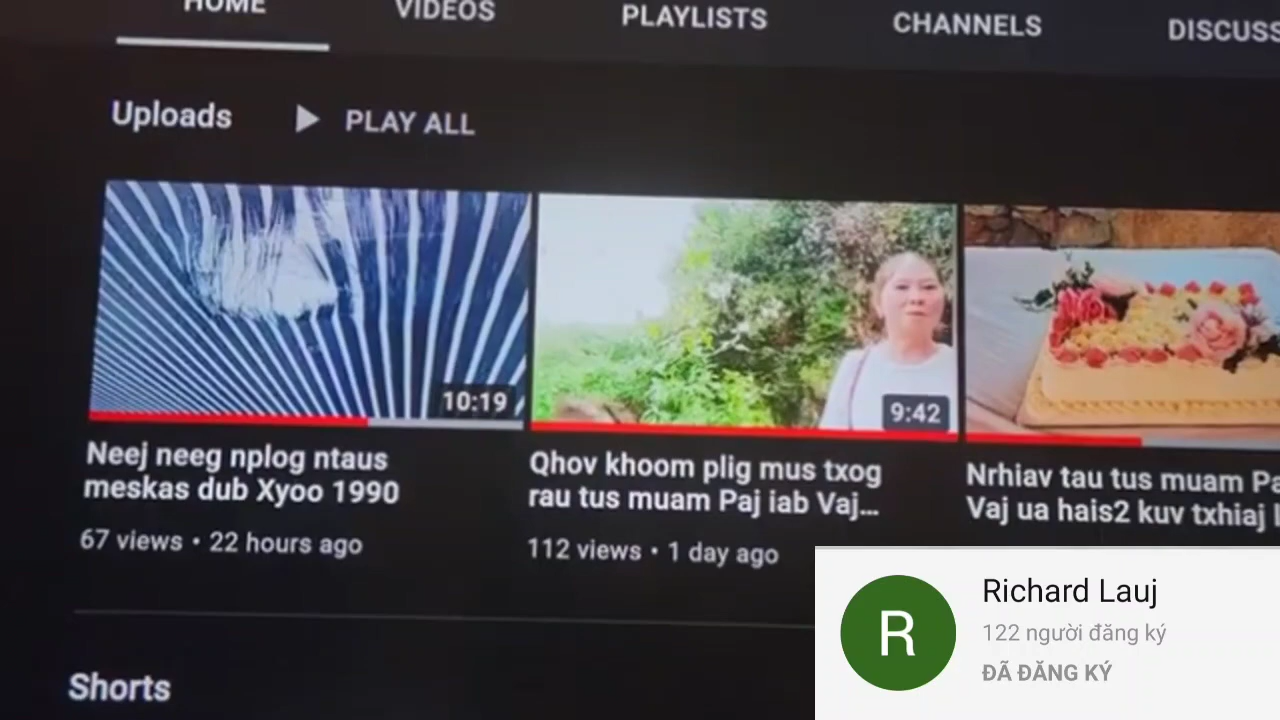 HOME VIDEOS PLAYLISTS CHANNELS
Uploads PLAY ALL
10:19
9:42
Neej neeg nplog ntaus
meskas dub Xyoo 1990
67 views • 22 hours ago
Qhov khoom plig mus txog
rau tus muam Paj iab Vaj...
112 views • 1 day ago
Nrhiav tau tus muam
Vaj ua hais2 kuv txhiaj
Shorts
Richard Lauj
122 người đăng ký
ĐÃ ĐĂNG KÝ
R